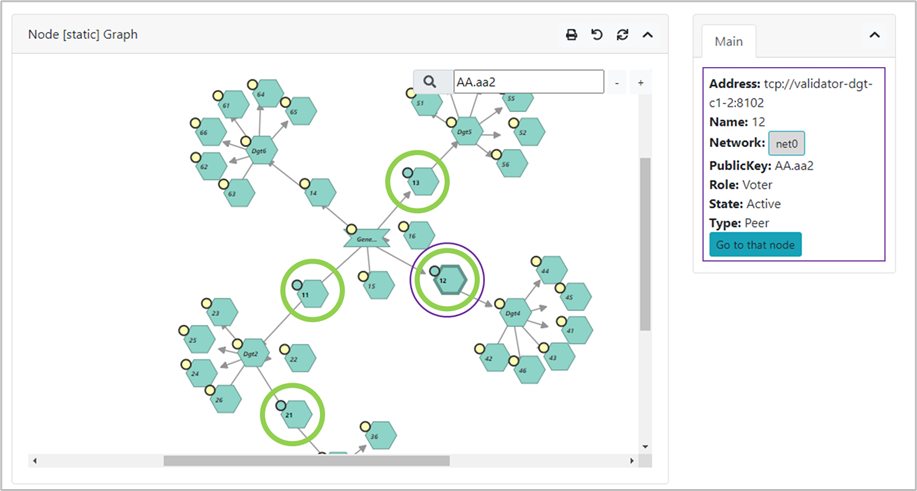 Node [static] Graph
AA.aa2
-
+
64
61
65
66
Dgt6
62
63
14
51
55
Dgt5
52
56
13
Gene...
16
15
12
11
44
45
Dgt4
41
42
43
46
23
25
Dgt2
22
24
26
21
36
Main
Address: tcp://validator-dgt-
c1-2:8102
Name: 12
Network: net0
PublicKey: AA.aa2
Role: Voter
State: Active
Type: Peer
Go to that node